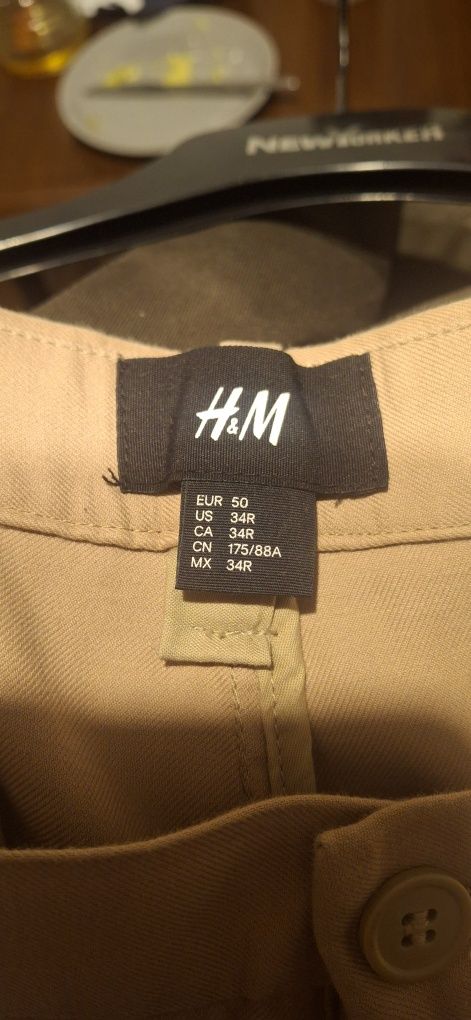 NEWYORKER
H&M
EUR 50
US 34R
CA 34R
CN 175/88A
MX 34R